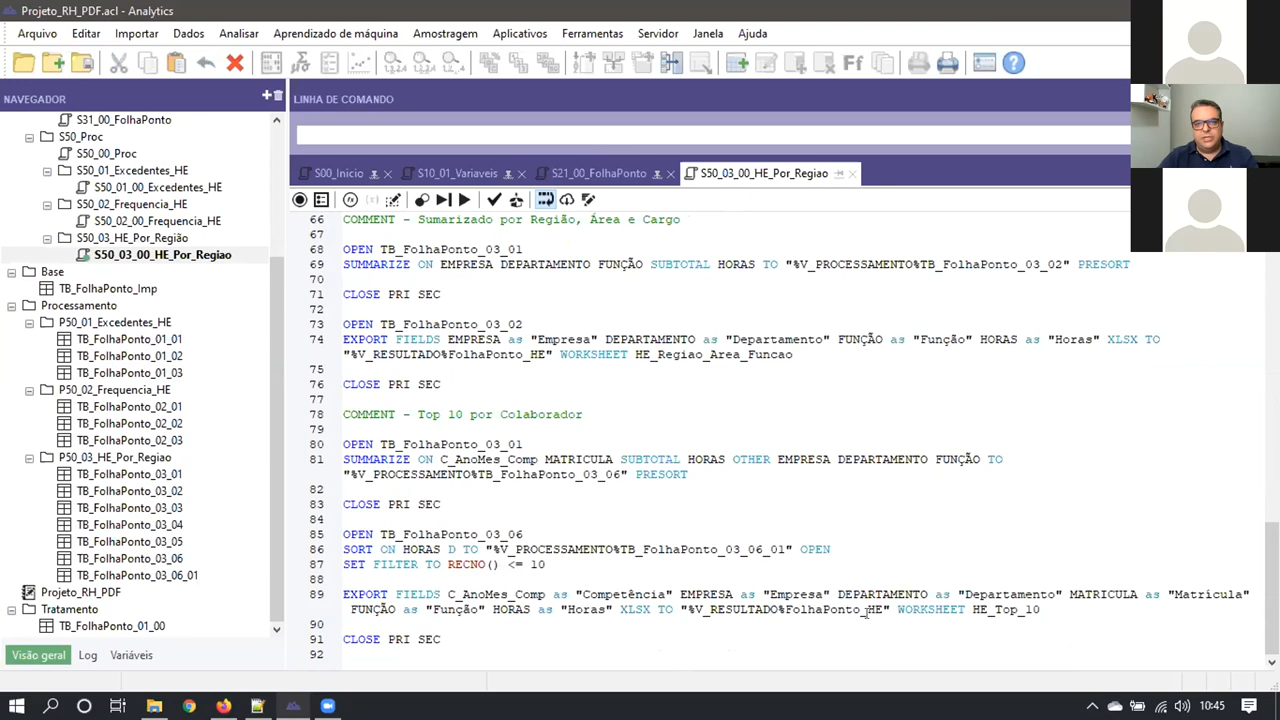 Projeto_RH_PDF.acl - Analytics
Arquivo Editar Importar Dados Analisar Aprendizado de máquina Amostragem Aplicativos Ferramentas Servidor Janela Ajuda
NAVEGADOR
S31_00_FolhaPonto
S50_Proc
S50_00_Proc
S50_01_Excedentes_HE
S50_01_00_Excedentes_HE
S50_02_Frequencia_HE
S50_02_00_Frequencia_HE
S50_03_HE_Por_Região
S50_03_00_HE_Por_Regiao
Base
TB_FolhaPonto_Imp
Processamento
P50_01_Excedentes_HE
TB_FolhaPonto_01_01
TB_FolhaPonto_01_02
TB_FolhaPonto_01_03
P50_02_Frequencia_HE
TB_FolhaPonto_02_01
TB_FolhaPonto_02_02
TB_FolhaPonto_02_03
P50_03_HE_Por_Regiao
TB_FolhaPonto_03_01
TB_FolhaPonto_03_02
TB_FolhaPonto_03_03
TB_FolhaPonto_03_04
TB_FolhaPonto_03_05
TB_FolhaPonto_03_06
TB_FolhaPonto_03_06_01
Projeto_RH_PDF
Tratamento
TB_FolhaPonto_01_00
Visão geral Log Variáveis
LINHA DE COMANDO
S00_Inicio S10_01_Variaveis S21_00_FolhaPonto S50_03_00_HE_Por_Regiao
66 COMMENT - Sumarizado por Região, Área e Cargo
67
68 OPEN TB_FolhaPonto_03_01
69 SUMMARIZE ON EMPRESA DEPARTAMENTO FUNÇÃO SUBTOTAL HORAS TO "%V_PROCESSAMENTO%TB_FolhaPonto_03_02" PRESORT
70
71 CLOSE PRI SEC
72
73 OPEN TB_FolhaPonto_03_02
74 EXPORT FIELDS EMPRESA as "Empresa" DEPARTAMENTO as "Departamento" FUNÇÃO as "Função" HORAS as "Horas" XLSX TO
"%V_RESULTADO%FolhaPonto_HE" WORKSHEET HE_Regiao_Area_Funcao
75
76 CLOSE PRI SEC
77
78 COMMENT - Top 10 por Colaborador
79
80 OPEN TB_FolhaPonto_03_01
81 SUMMARIZE ON C_AnoMes_Comp MATRICULA SUBTOTAL HORAS OTHER EMPRESA DEPARTAMENTO FUNÇÃO TO
"%V_PROCESSAMENTO%TB_FolhaPonto_03_06" PRESORT
82
83 CLOSE PRI SEC
84
85 OPEN TB_FolhaPonto_03_06
86 SORT ON HORAS D TO "%V_PROCESSAMENTO%TB_FolhaPonto_03_06_01" OPEN
87 SET FILTER TO RECNO() <= 10
88
89 EXPORT FIELDS C_AnoMes_Comp as "Competência" EMPRESA as "Empresa" DEPARTAMENTO as "Departamento" MATRICULA as "Matricula"
FUNÇÃO as "Função" HORAS as "Horas" XLSX TO "%V_RESULTADO%FolhaPonto_HE" WORKSHEET HE_Top_10
90
91 CLOSE PRI SEC
92
10:45